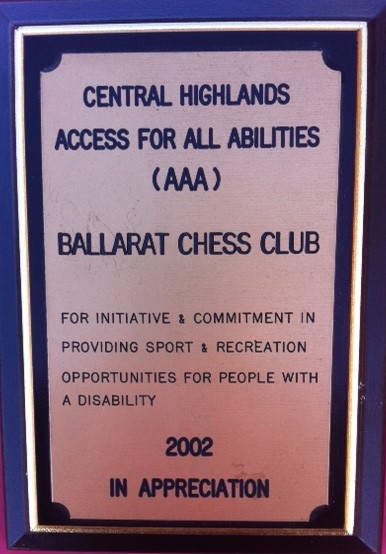 CENTRAL HIGHLANDS
ACCESS FOR ALL ABILITIES
(AAA)
BALLARAT CHESS CLUB
FOR INITIATIVE & COMMITMENT IN
PROVIDING SPORT & RECREATION
OPPORTUNITIES FOR PEOPLE WITH
A DISABILITY
2002
IN APPRECIATION